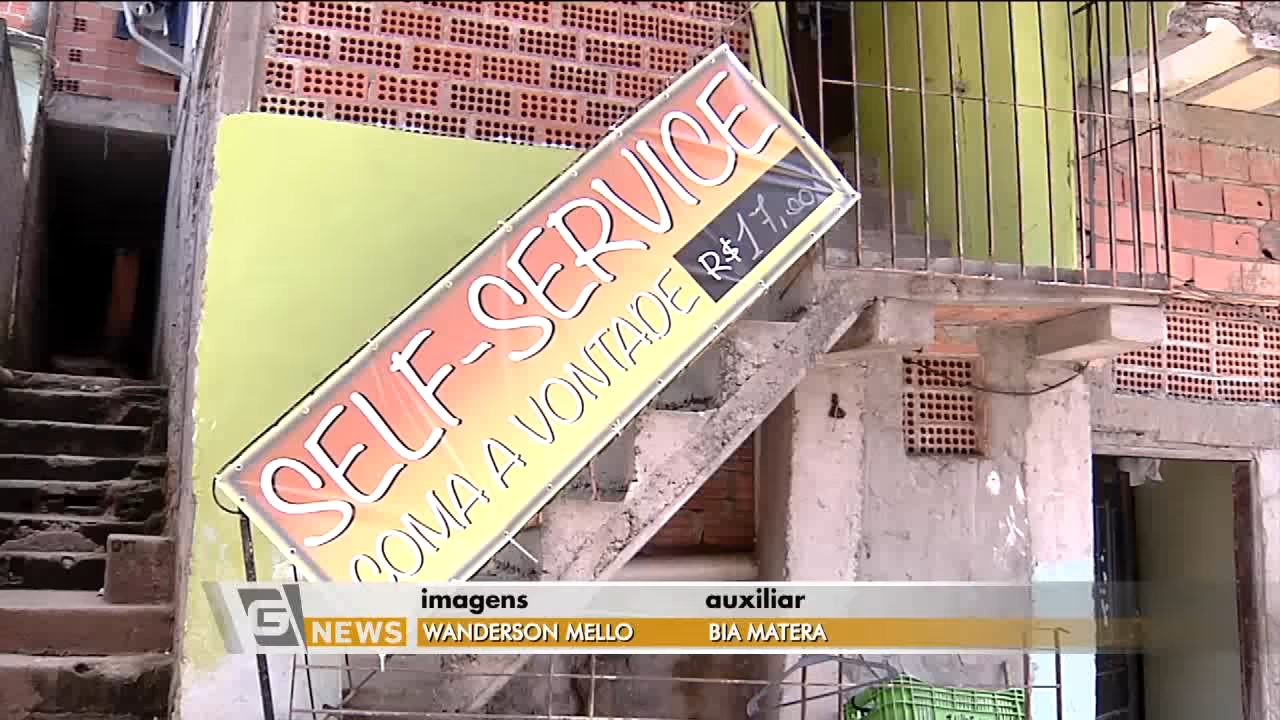 SELF-SERVICE
COMA A VONTADE R$17,00
imagens auxiliar
G NEWS WANDERSON MELLO BIA MATERA